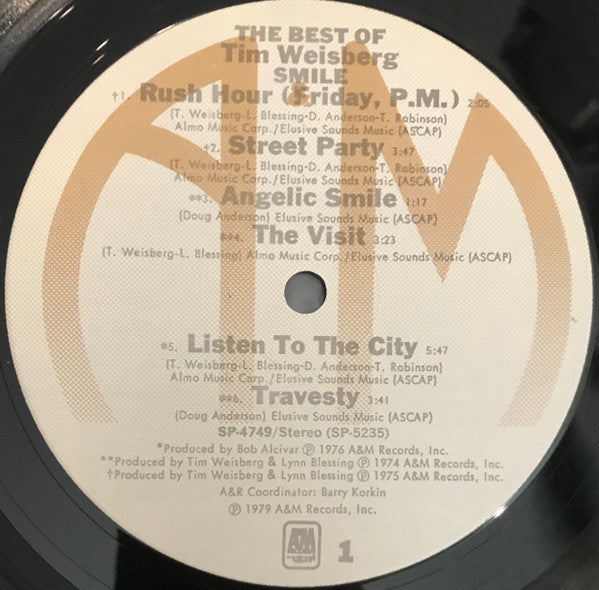 THE BEST OF
Tim Weisberg
SMILE
†1. Rush Hour (Friday, P.M.) 2:05
(T. Weisberg-L. Blessing-D. Anderson-T. Robinson)
Almo Music Corp./Elusive Sounds Music (ASCAP)
†2. Street Party 3:47
(T. Weisberg-L. Blessing-D. Anderson-T. Robinson)
Almo Music Corp./Elusive Sounds Music (ASCAP)
**3. Angelic Smile 1:17
(Doug Anderson) Elusive Sounds Music (ASCAP)
**4. The Visit 3:23
(T. Weisberg-L. Blessing) Almo Music Corp./Elusive Sounds Music (ASCAP)
*5. Listen To The City 5:47
(T. Weisberg-L. Blessing-D. Anderson-T. Robinson)
Almo Music Corp./Elusive Sounds Music (ASCAP)
**6. Travesty 3:41
(Doug Anderson) Elusive Sounds Music (ASCAP)
SP-4749/Stereo (SP-5235)
*Produced by Bob Alcivar ℗ 1976 A&M Records, Inc.
**Produced by Tim Weisberg & Lynn Blessing ℗ 1974 A&M Records, Inc.
†Produced by Tim Weisberg & Lynn Blessing ℗ 1975 A&M Records, Inc.
A&R Coordinator: Barry Korkin
℗ 1979 A&M Records, Inc.
A&M 1